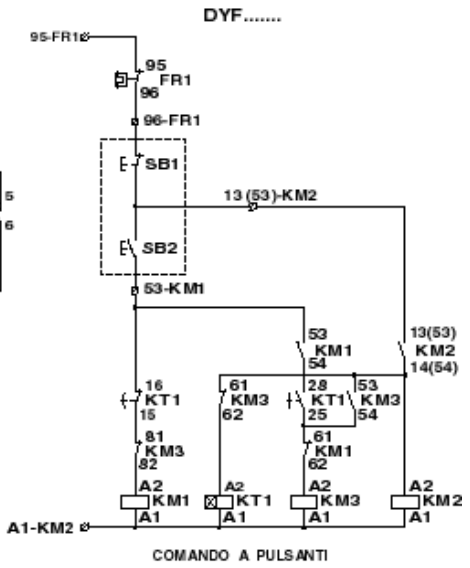 DYF.......
95-FR1
95
FR1
96
96-FR1
5
6
SB1
13(53)-KM2
SB2
53-KM1
53
KM1
54
13(53)
KM2
14(54)
16
KT1
15
61
KM3
62
28
KT1
25
53
KM3
54
81
KM3
82
61
KM1
62
A2
KM1
A1
A2
KT1
A1
A2
KM3
A1
A2
KM2
A1
A1-KM2
COMANDO A PULSANTI